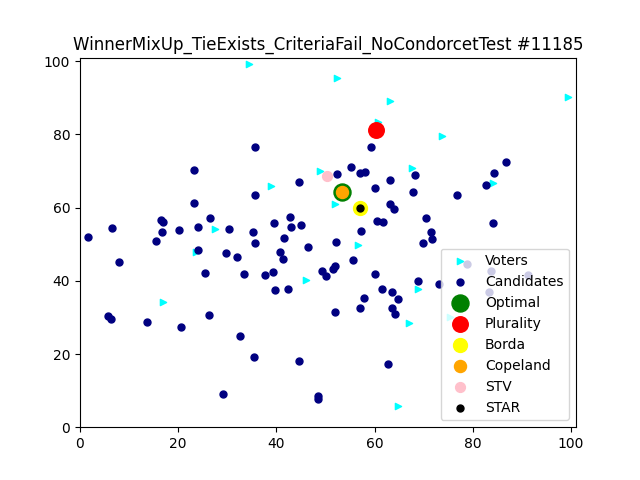 WinnerMixUp_TieExists_CriteriaFail_NoCondorcetTest #11185
100
80
60
40
20
0
0 20 40 60 80 100
Voters
Candidates
Optimal
Plurality
Borda
Copeland
STV
STAR